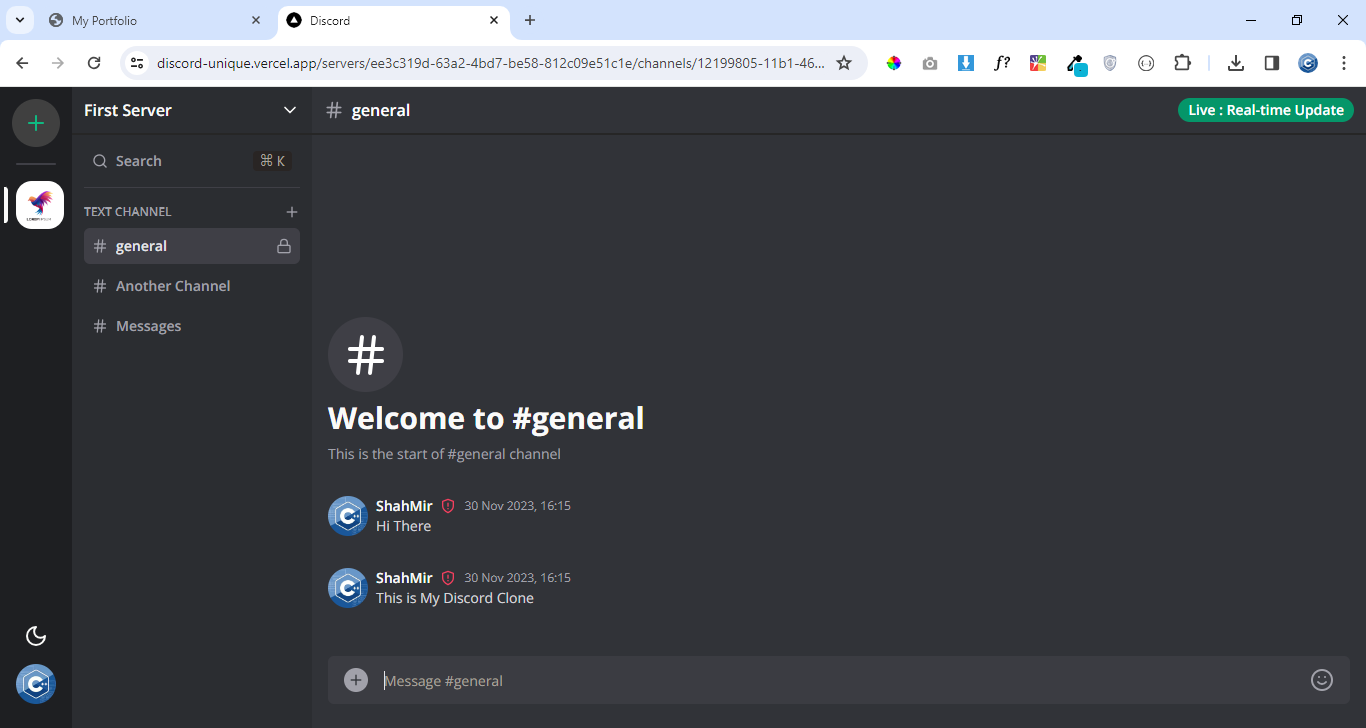 My Portfolio
Discord
discord-unique.vercel.app/servers/ee3c319d-63a2-4bd7-be58-812c09e51c1e/channels/12199805-11b1-46...
f?
First Server
# general
Live : Real-time Update
Search
⌘ K
TEXT CHANNEL
# general
# Another Channel
# Messages
#
Welcome to #general
This is the start of #general channel
ShahMir 30 Nov 2023, 16:15
Hi There
ShahMir 30 Nov 2023, 16:15
This is My Discord Clone
Message #general